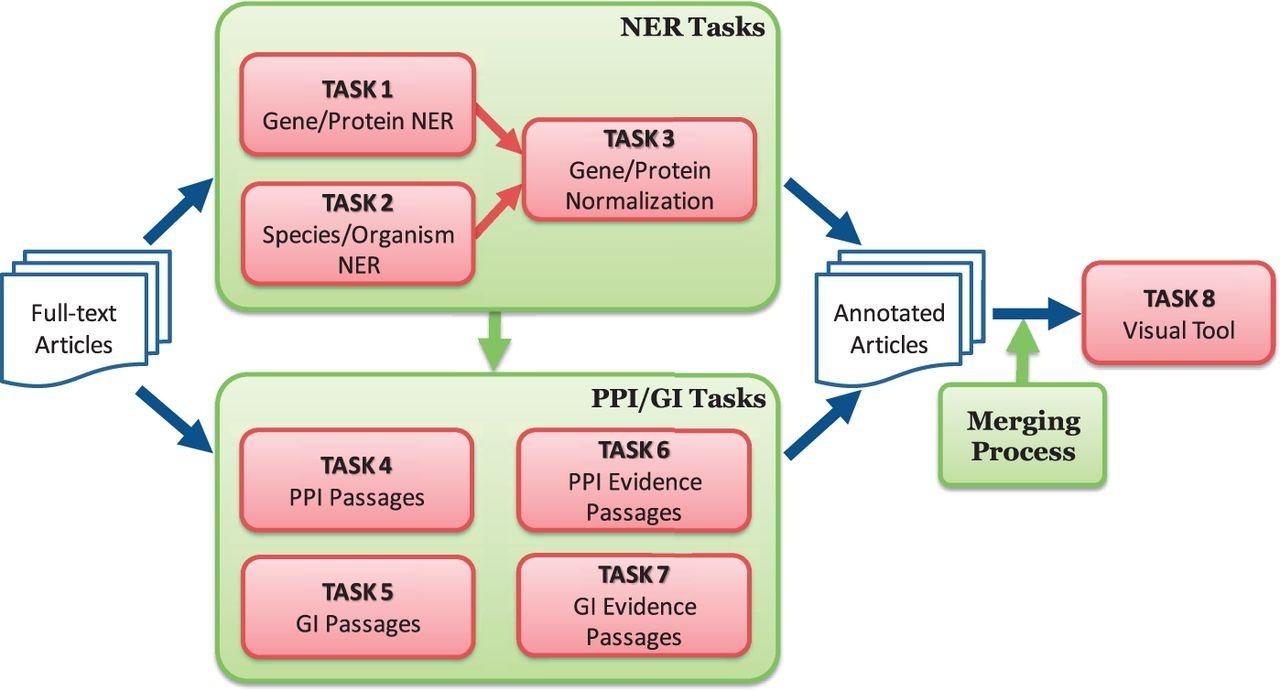 NER Tasks
TASK 1
Gene/Protein NER
TASK 2
Species/Organism
NER
TASK 3
Gene/Protein
Normalization
Full-text
Articles
PPI/GI Tasks
TASK 4
PPI Passages
TASK 5
GI Passages
TASK 6
PPI Evidence
Passages
TASK 7
GI Evidence
Passages
Annotated
Articles
Merging
Process
TASK 8
Visual Tool